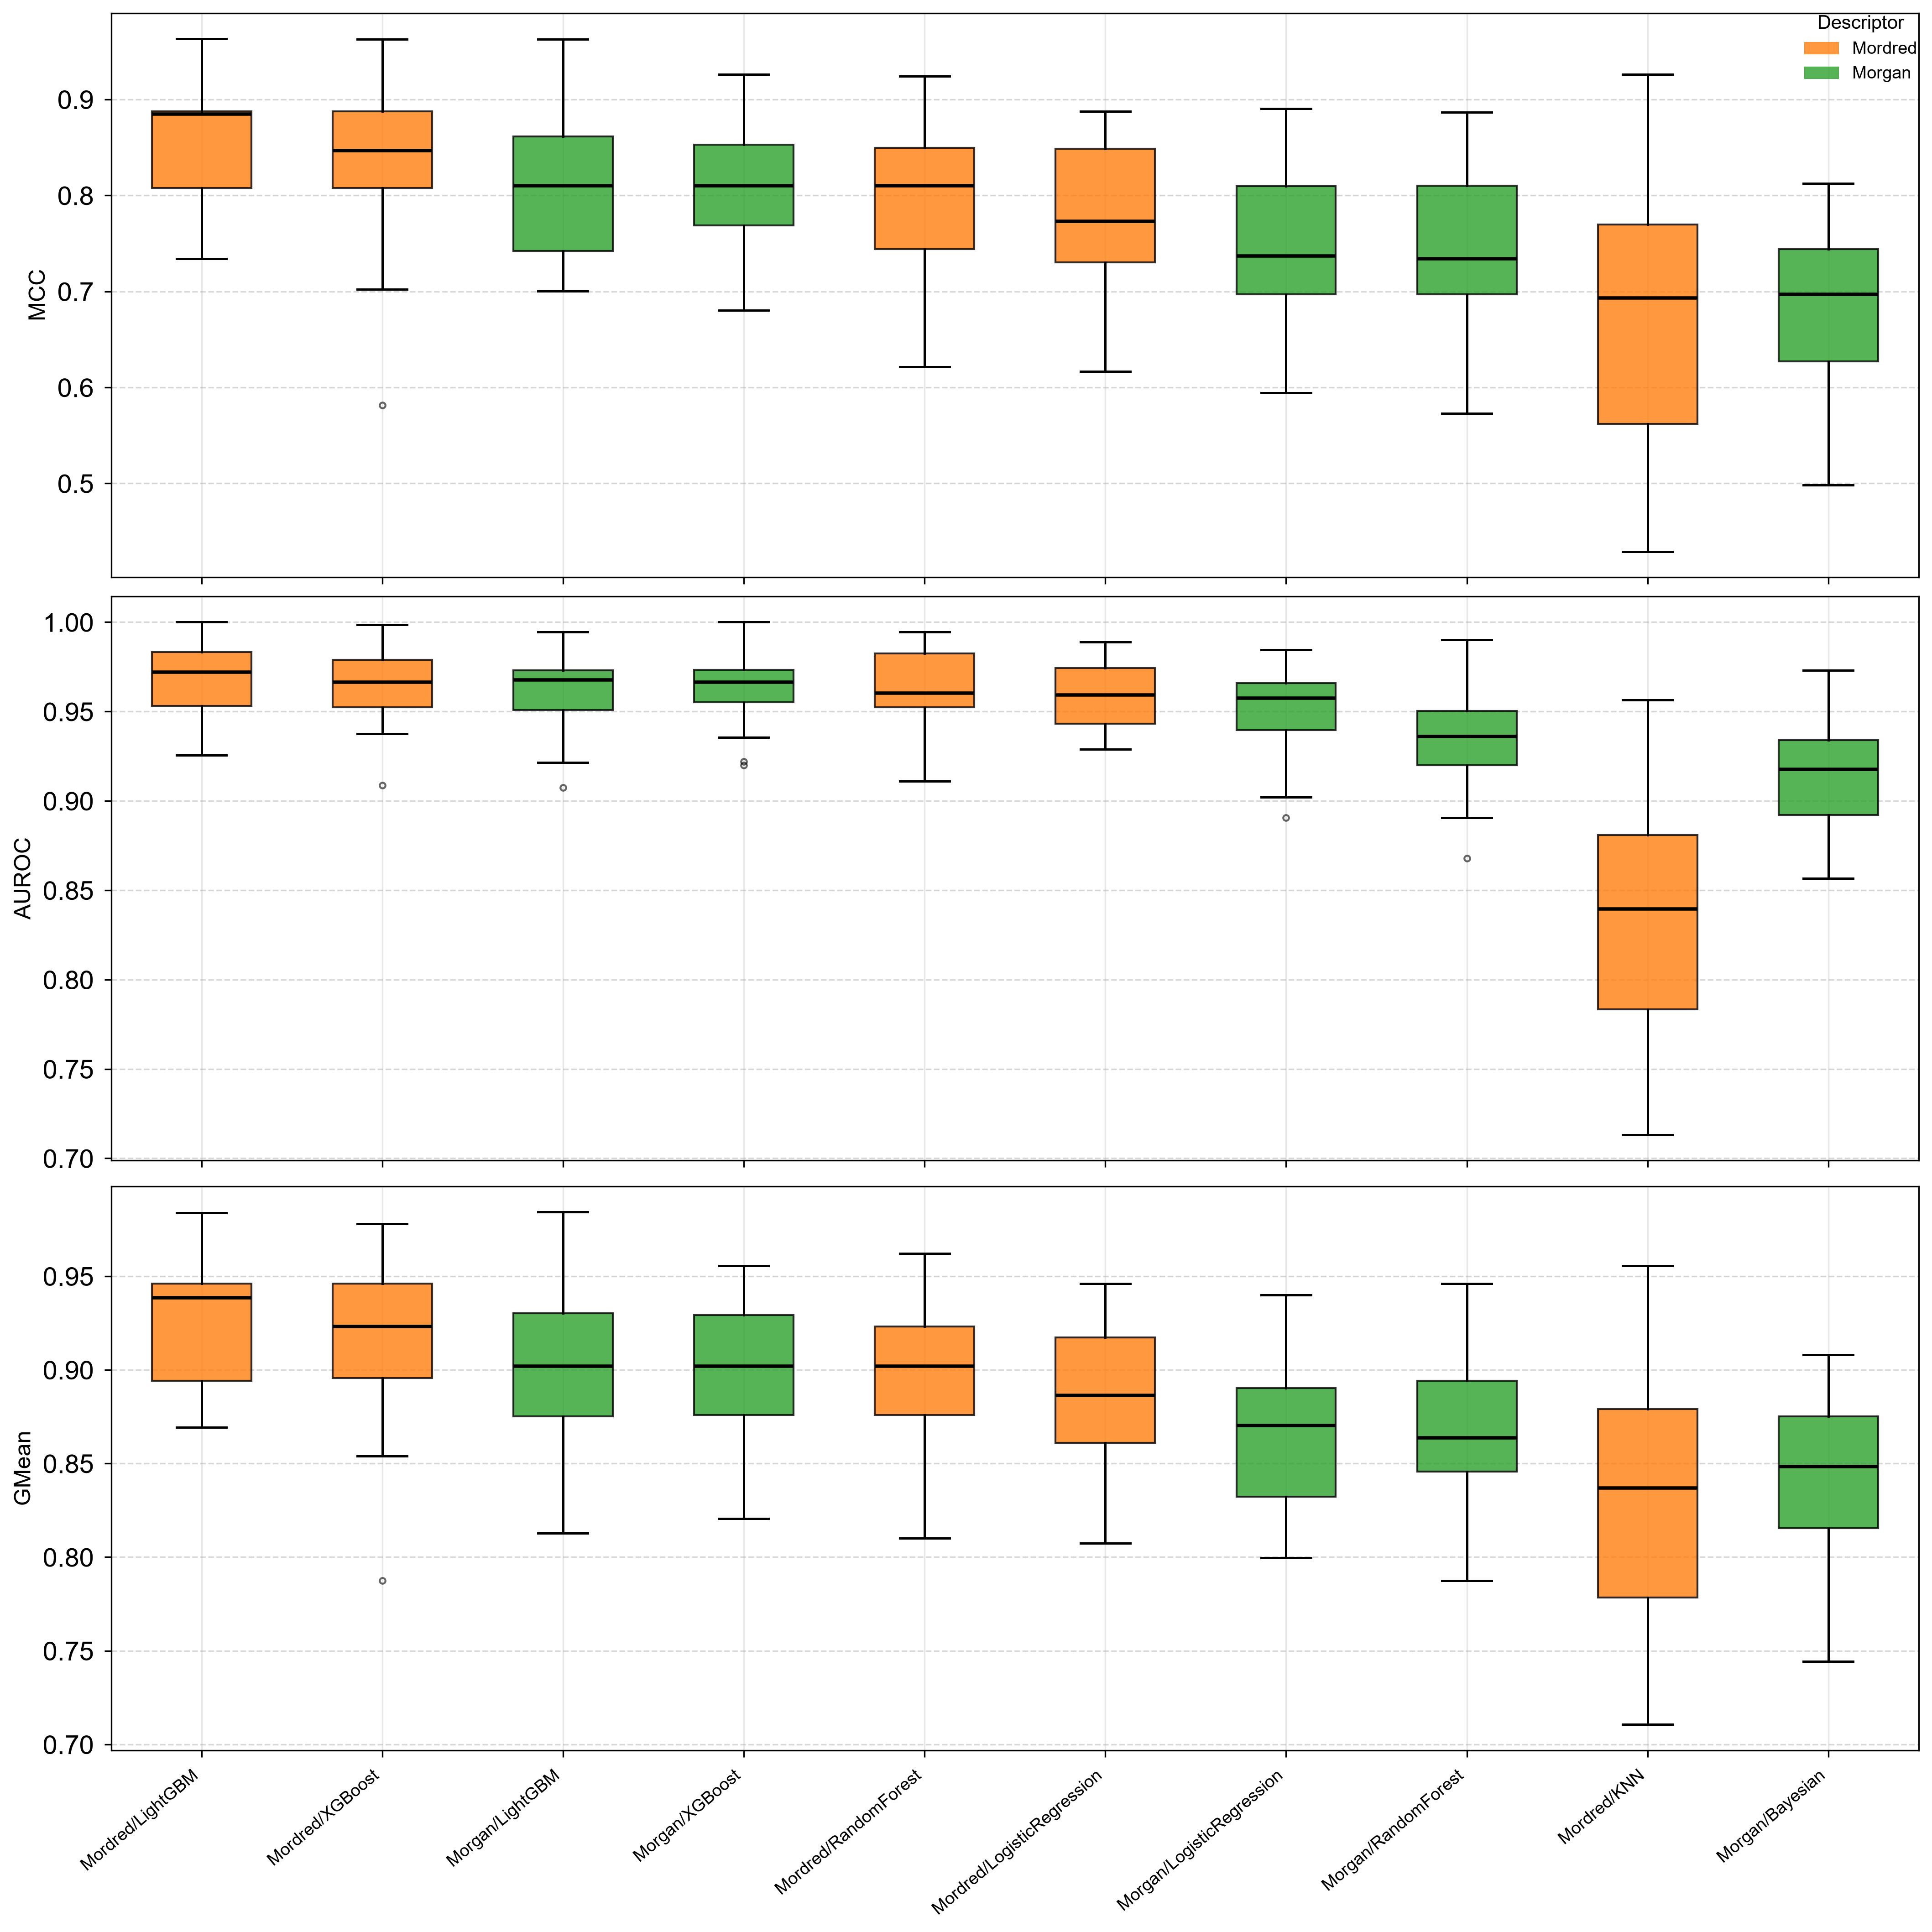 Descriptor
Mordred
Morgan
MCC
0.9
0.8
0.7
0.6
0.5
AUROC
1.00
0.95
0.90
0.85
0.80
0.75
0.70
GMean
0.95
0.90
0.85
0.80
0.75
0.70
Mordred/LightGBM
Mordred/XGBoost
Morgan/LightGBM
Morgan/XGBoost
Mordred/RandomForest
Mordred/LogisticRegression
Morgan/LogisticRegression
Morgan/RandomForest
Mordred/KNN
Morgan/Bayesian